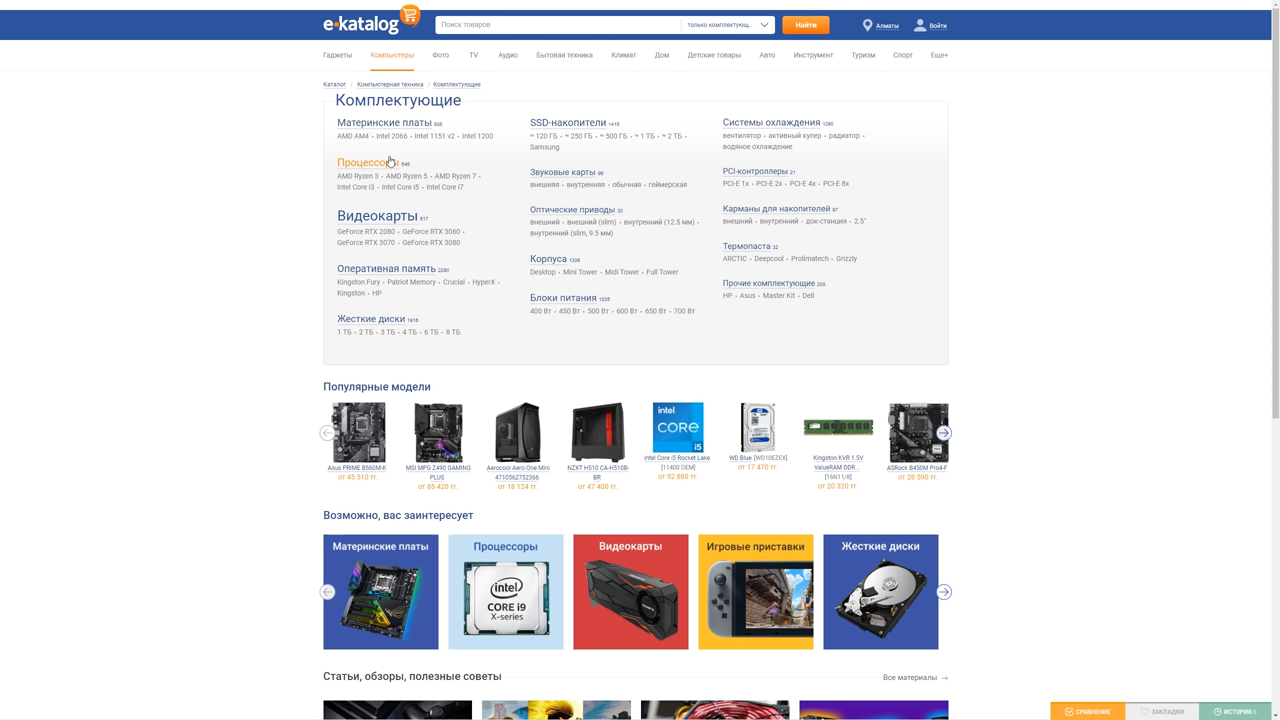 e·katalog
Поиск товаров
только комплектующ...
Найти
Алматы
Войти
Гаджеты Компьютеры Фото TV Аудио Бытовая техника Климат Дом Детские товары Авто Инструмент Туризм Спорт Еще+
Каталог / Компьютерная техника / Комплектующие
Комплектующие
Материнские платы 906
AMD AM4 • Intel 2066 • Intel 1151 v2 • Intel 1200
Процессоры 545
AMD Ryzen 3 • AMD Ryzen 5 • AMD Ryzen 7 •
Intel Core i3 • Intel Core i5 • Intel Core i7
Видеокарты 617
GeForce RTX 2080 • GeForce RTX 3060 •
GeForce RTX 3070 • GeForce RTX 3080
Оперативная память 2290
Kingston Fury • Patriot Memory • Crucial • HyperX •
Kingston • HP
Жесткие диски 1916
1 ТБ • 2 ТБ • 3 ТБ • 4 ТБ • 6 ТБ • 8 ТБ
SSD-накопители 1415
≈ 120 ГБ • ≈ 250 ГБ • ≈ 500 ГБ • ≈ 1 ТБ • ≈ 2 ТБ •
Samsung
Звуковые карты 96
внешняя • внутренняя • обычная • геймерская
Оптические приводы 30
внешний • внешний (slim) • внутренний (12.5 мм) •
внутренний (slim, 9.5 мм)
Корпуса 1308
Desktop • Mini Tower • Midi Tower • Full Tower
Блоки питания 1835
400 Вт • 450 Вт • 500 Вт • 600 Вт • 650 Вт • 700 Вт
Системы охлаждения 1290
вентилятор • активный кулер • радиатор •
водяное охлаждение
PCI-контроллеры 21
PCI-E 1x • PCI-E 2x • PCI-E 4x • PCI-E 8x
Карманы для накопителей 97
внешний • внутренний • док-станция • 2.5"
Термопаста 32
ARCTIC • Deepcool • Prolimatech • Grizzly
Прочие комплектующие 209
HP • Asus • Master Kit • Dell
Популярные модели
intel
CORE
i5
Asus PRIME B560M-K
от 45 510 тг.
MSI MPG Z490 GAMING
PLUS
от 85 420 тг.
Aerocool Aero One Mini
4710562752366
от 18 124 тг.
NZXT H510 CA-H510B-
BR
от 47 400 тг.
Intel Core i5 Rocket Lake
[11400 OEM]
от 92 880 тг.
WD Blue [WD10EZEX]
от 17 470 тг.
Kingston KVR 1.5V
ValueRAM DDR...
[16N11/8]
от 20 320 тг.
ASRock B450M Pro4-F
от 28 590 тг.
Возможно, вас заинтересует
Материнские платы
Процессоры
intel
CORE i9
X-series
Видеокарты
Игровые приставки
Жесткие диски
Статьи, обзоры, полезные советы
Все материалы →
СРАВНЕНИЕ
ЗАКЛАДКИ
ИСТОРИЯ